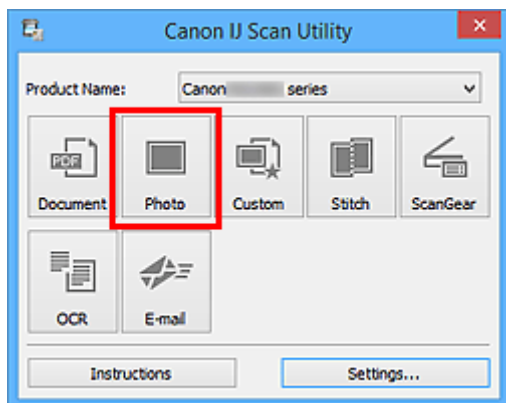 Canon IJ Scan Utility
Product Name: Canon series
PDF
Document Photo Custom Stitch ScanGear
OCR E-mail
Instructions Settings...